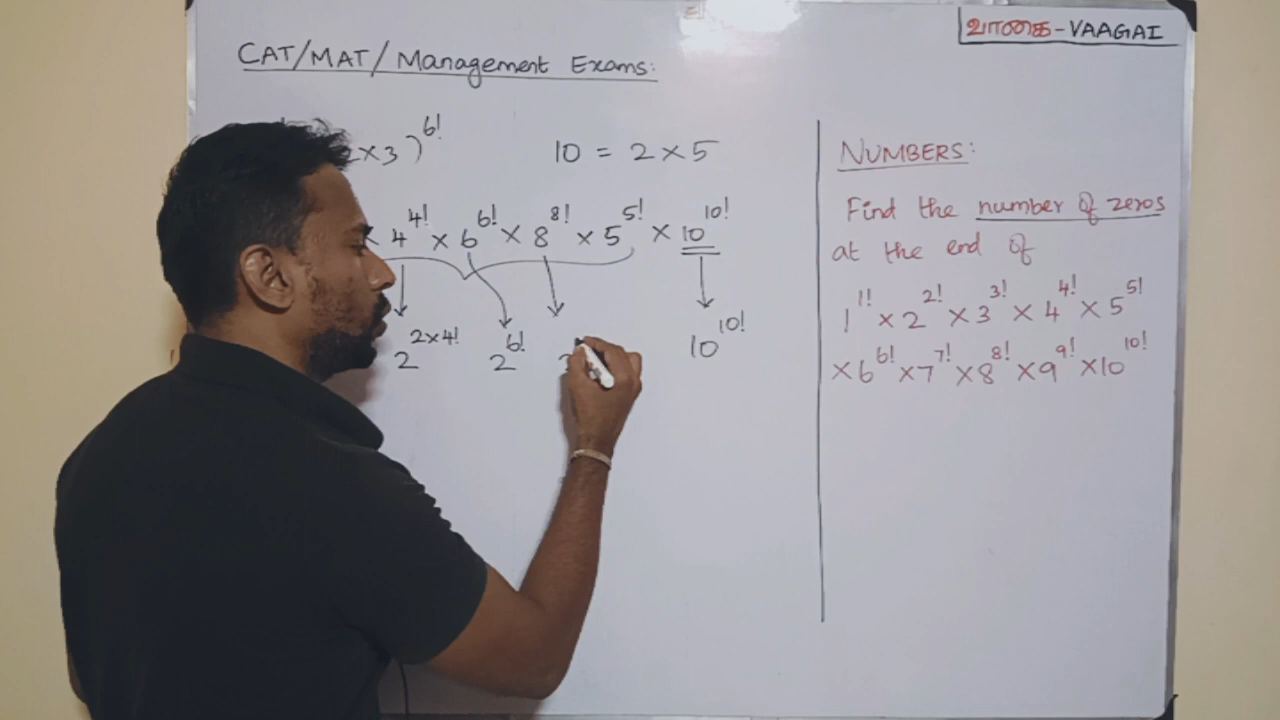 வாகை-VAAGAI
CAT/MAT/Management Exams:
2×3)^6!
10 = 2×5
× 4^4! × 6^6! × 8^8! × 5^5! × 10^10!
2^2×4! 2^6! 10^10!
NUMBERS:
Find the number of zeros
at the end of
1^1! × 2^2! × 3^3! × 4^4! × 5^5!
×6^6! ×7^7! ×8^8! ×9^9! ×10^10!